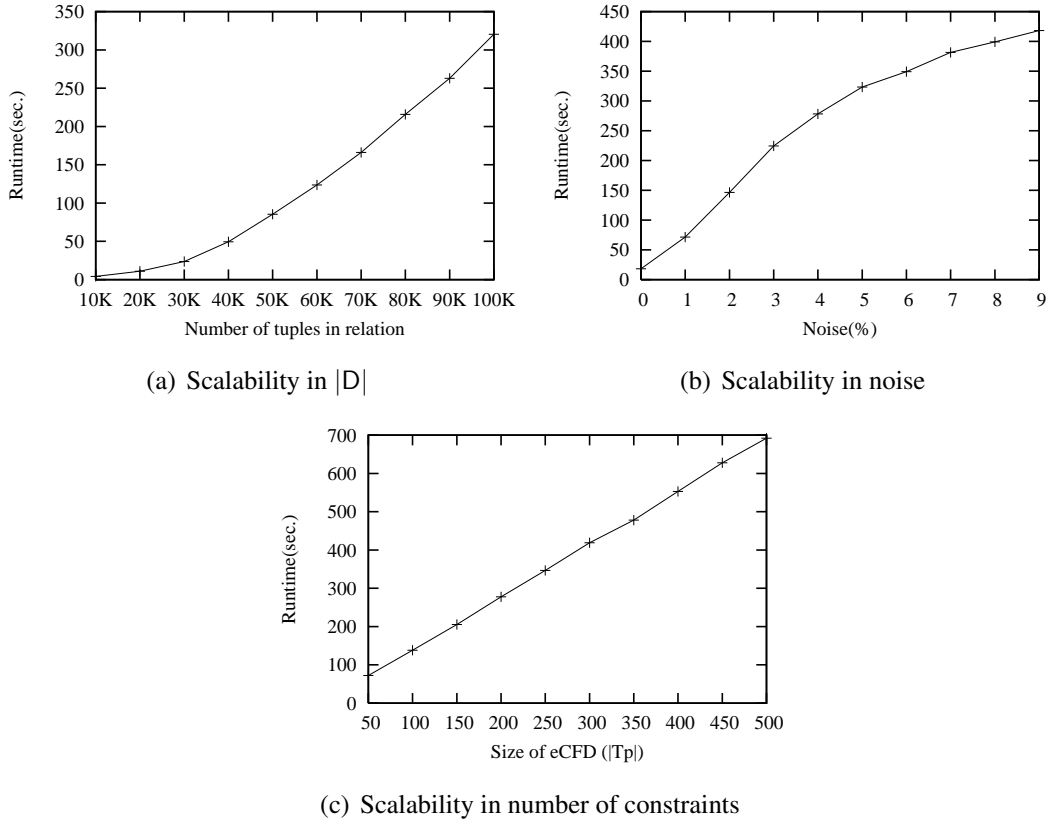 350
300
250
200
150
100
50
0
Runtime(sec.)
10K 20K 30K 40K 50K 60K 70K 80K 90K 100K
Number of tuples in relation
(a) Scalability in |D|
450
400
350
300
250
200
150
100
50
0
Runtime(sec.)
0 1 2 3 4 5 6 7 8 9
Noise(%)
(b) Scalability in noise
700
600
500
400
300
200
100
0
Runtime(sec.)
50 100 150 200 250 300 350 400 450 500
Size of eCFD (|Tp|)
(c) Scalability in number of constraints